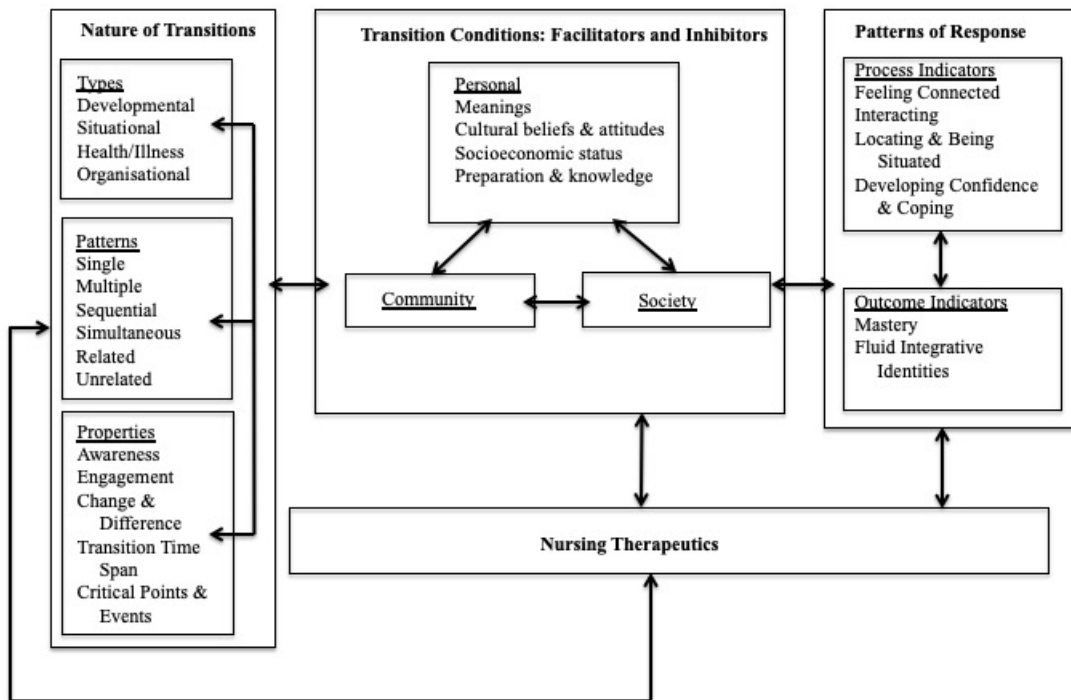 Nature of Transitions
Types
Developmental
Situational
Health/Illness
Organisational
Patterns
Single
Multiple
Sequential
Simultaneous
Related
Unrelated
Properties
Awareness
Engagement
Change &
Difference
Transition Time
Span
Critical Points &
Events
Transition Conditions: Facilitators and Inhibitors
Personal
Meanings
Cultural beliefs & attitudes
Socioeconomic status
Preparation & knowledge
Community
Society
Patterns of Response
Process Indicators
Feeling Connected
Interacting
Locating & Being
Situated
Developing Confidence
& Coping
Outcome Indicators
Mastery
Fluid Integrative
Identities
Nursing Therapeutics